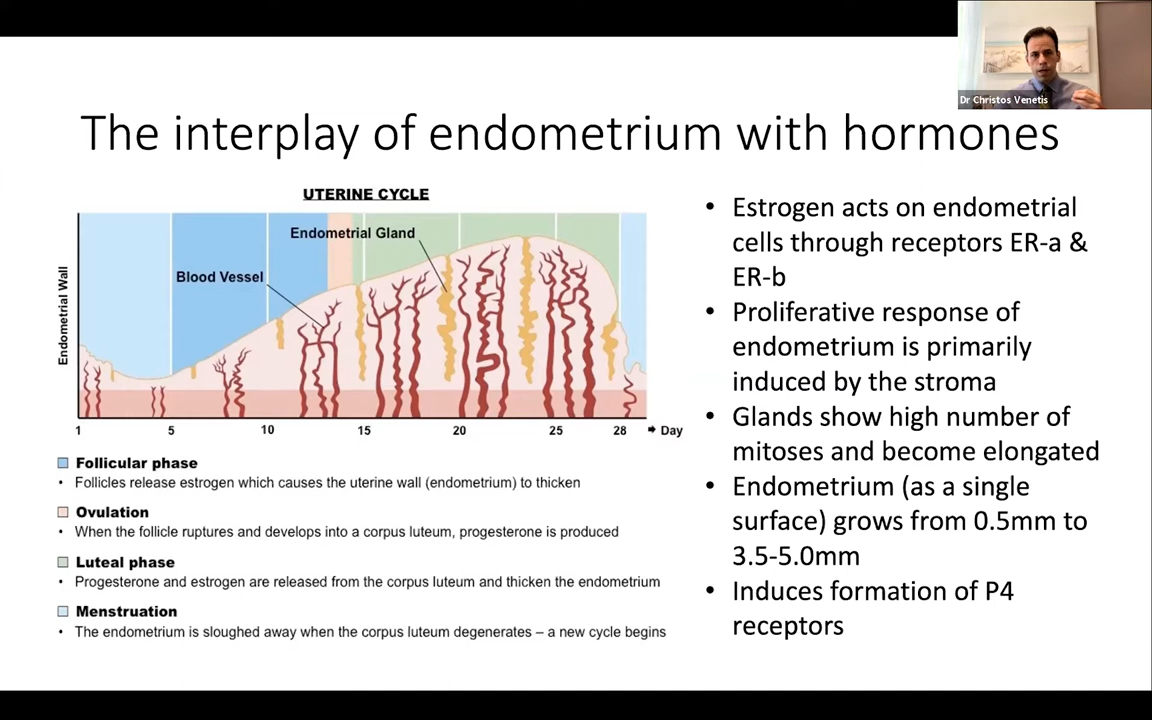 Dr Christos Venetis
The interplay of endometrium with hormones
UTERINE CYCLE
Endometrial Wall
Endometrial Gland
Blood Vessel
1 5 10 15 20 25 28 Day
Follicular phase
• Follicles release estrogen which causes the uterine wall (endometrium) to thicken
Ovulation
• When the follicle ruptures and develops into a corpus luteum, progesterone is produced
Luteal phase
• Progesterone and estrogen are released from the corpus luteum and thicken the endometrium
Menstruation
• The endometrium is sloughed away when the corpus luteum degenerates – a new cycle begins
• Estrogen acts on endometrial
cells through receptors ER-a &
ER-b
• Proliferative response of
endometrium is primarily
induced by the stroma
• Glands show high number of
mitoses and become elongated
• Endometrium (as a single
surface) grows from 0.5mm to
3.5-5.0mm
• Induces formation of P4
receptors